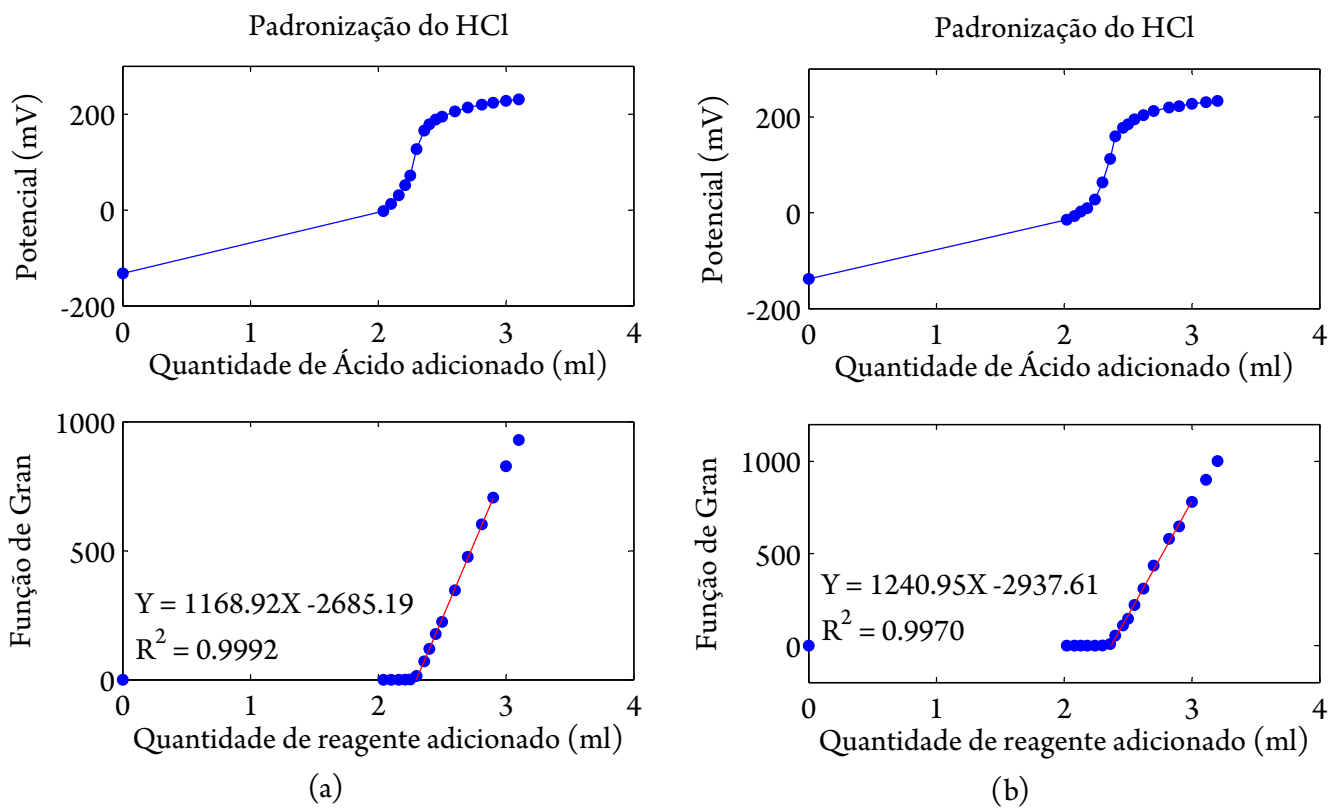 Padronização do HCl
Potencial (mV)
200
0
-200
0 1 2 3 4
Quantidade de Ácido adicionado (ml)
Padronização do HCl
Potencial (mV)
200
0
-200
0 1 2 3 4
Quantidade de Ácido adicionado (ml)
Função de Gran
1000
500
0
Y = 1168.92X -2685.19
R² = 0.9992
0 1 2 3 4
Quantidade de reagente adicionado (ml)
(a)
Função de Gran
1000
500
0
Y = 1240.95X -2937.61
R² = 0.9970
0 1 2 3 4
Quantidade de reagente adicionado (ml)
(b)